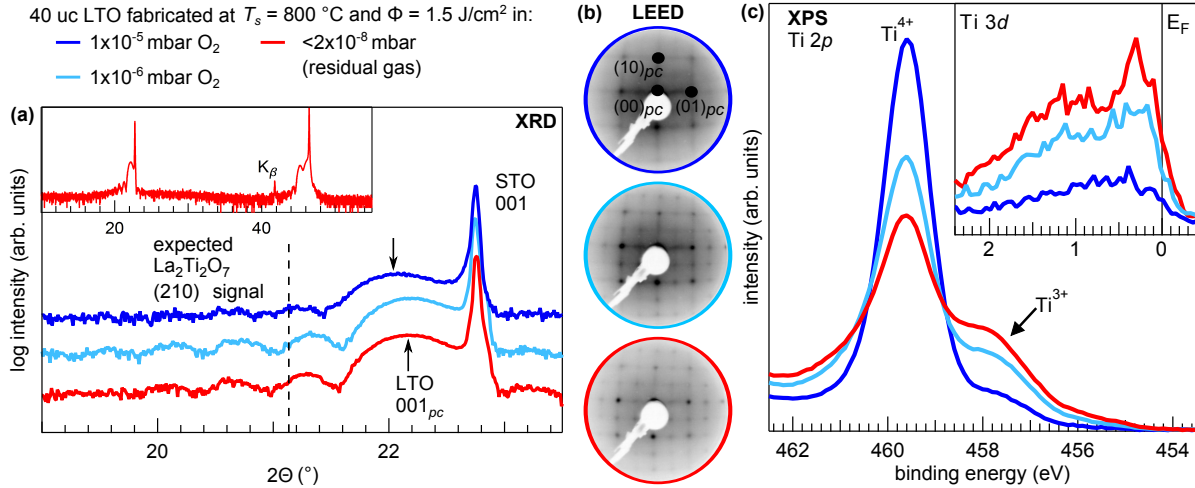 40 uc LTO fabricated at T_s = 800 °C and Φ = 1.5 J/cm² in:
1x10⁻⁵ mbar O₂
<2x10⁻⁸ mbar
(residual gas)
1x10⁻⁶ mbar O₂
(a)
XRD
K_β
20
40
expected
La₂Ti₂O₇
(210) signal
STO
001
LTO
001_pc
log intensity (arb. units)
20
22
2Θ (°)
(b)
LEED
(10)_pc
(00)_pc
(01)_pc
(c)
XPS
Ti 2p
Ti⁴⁺
Ti 3d
E_F
2
1
0
Ti³⁺
intensity (arb. units)
462
460
458
456
454
binding energy (eV)